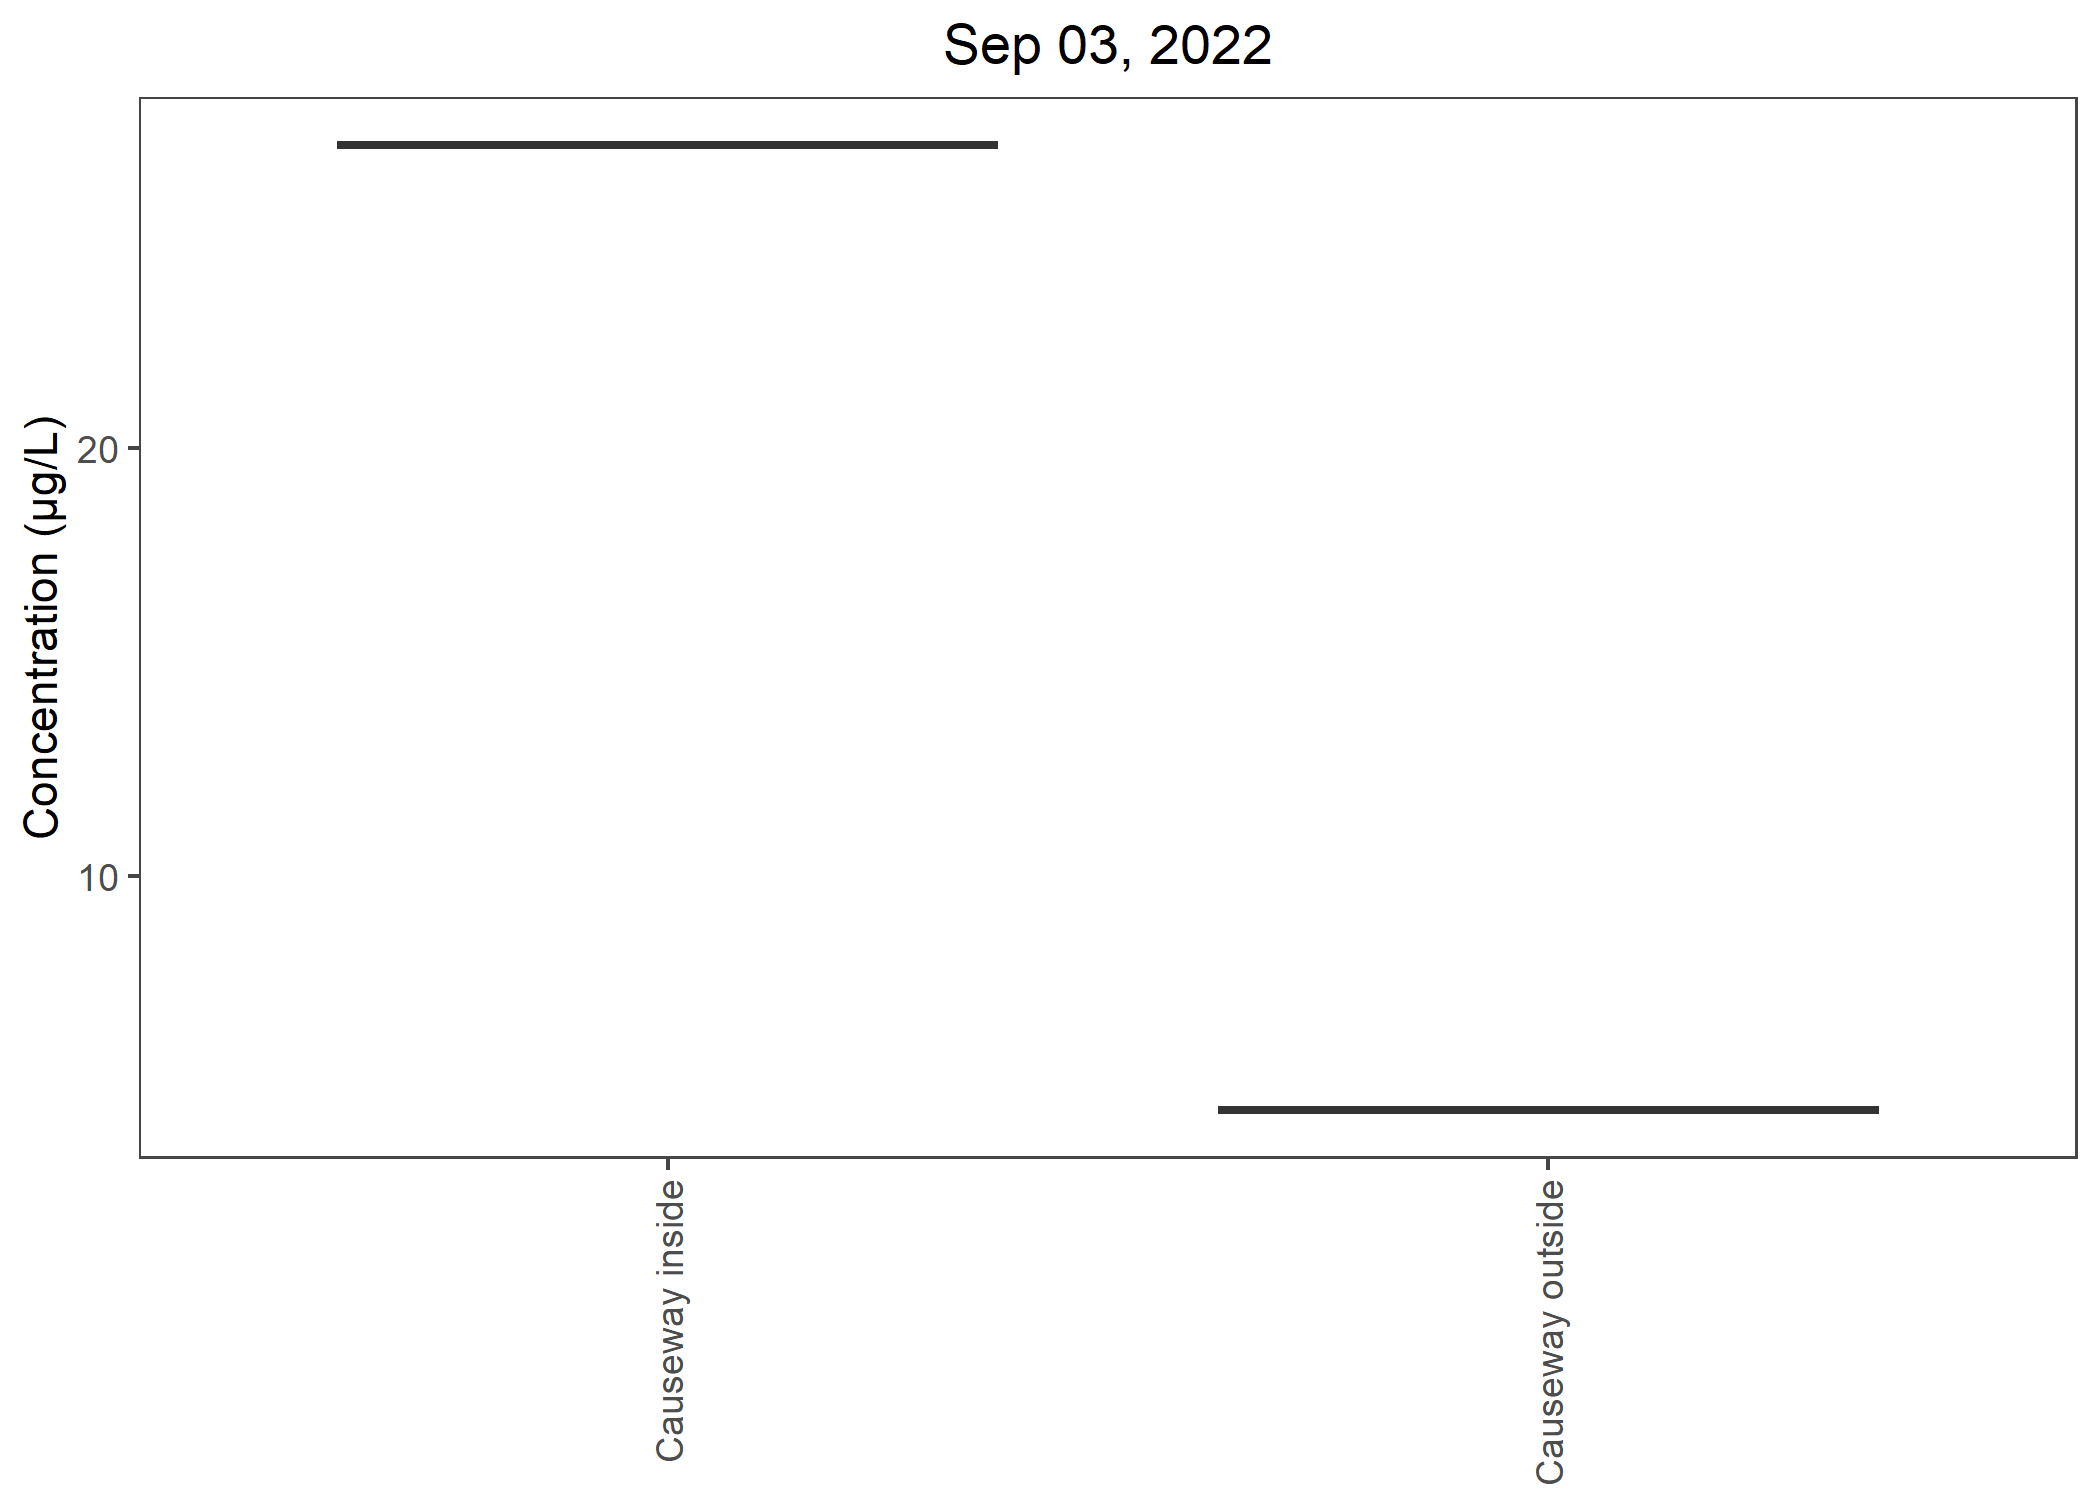 Sep 03, 2022
Concentration (µg/L)
20
10
Causeway inside
Causeway outside